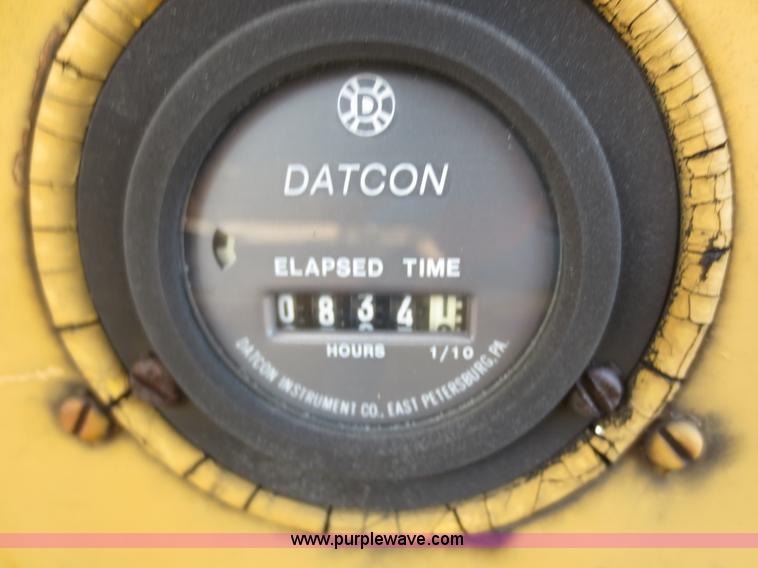 D
DATCON
ELAPSED TIME
0834
HOURS 1/10
DATCON INSTRUMENT CO., EAST PETERSBURG, PA.
www.purplewave.com